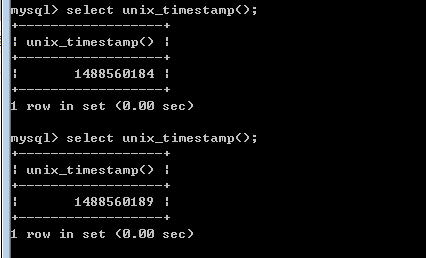 mysql> select unix_timestamp();
+------------------+
| unix_timestamp() |
+------------------+
|       1488560184 |
+------------------+
1 row in set (0.00 sec)

mysql> select unix_timestamp();
+------------------+
| unix_timestamp() |
+------------------+
|       1488560189 |
+------------------+
1 row in set (0.00 sec)